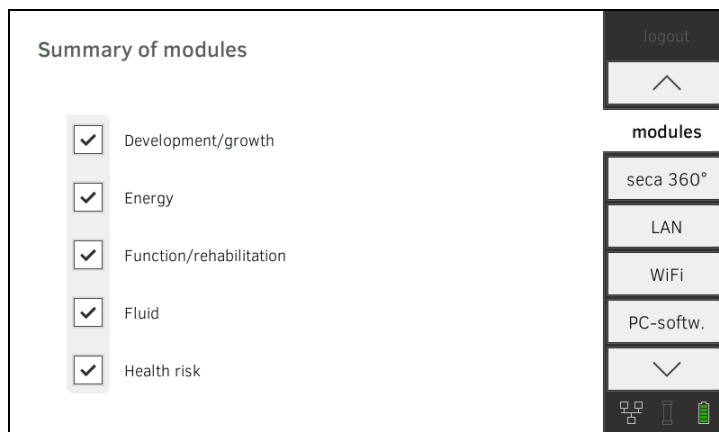 Summary of modules
Development/growth
Energy
Function/rehabilitation
Fluid
Health risk
logout
modules
seca 360°
LAN
WiFi
PC-softw.